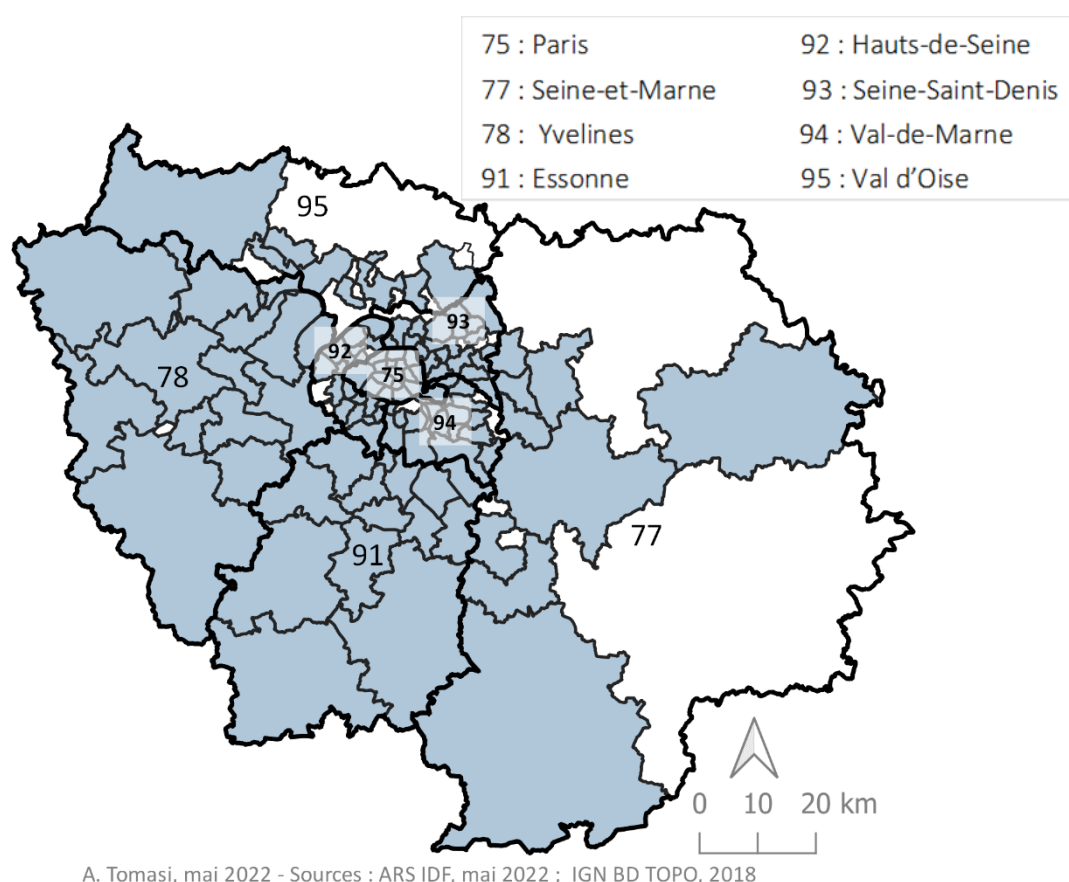 75 : Paris 92 : Hauts-de-Seine
77 : Seine-et-Marne 93 : Seine-Saint-Denis
78 : Yvelines 94 : Val-de-Marne
91 : Essonne 95 : Val d'Oise
95
93
92
75
78
94
77
91
0 10 20 km
A. Tomasi, mai 2022 - Sources : ARS IDF, mai 2022 ; IGN BD TOPO, 2018